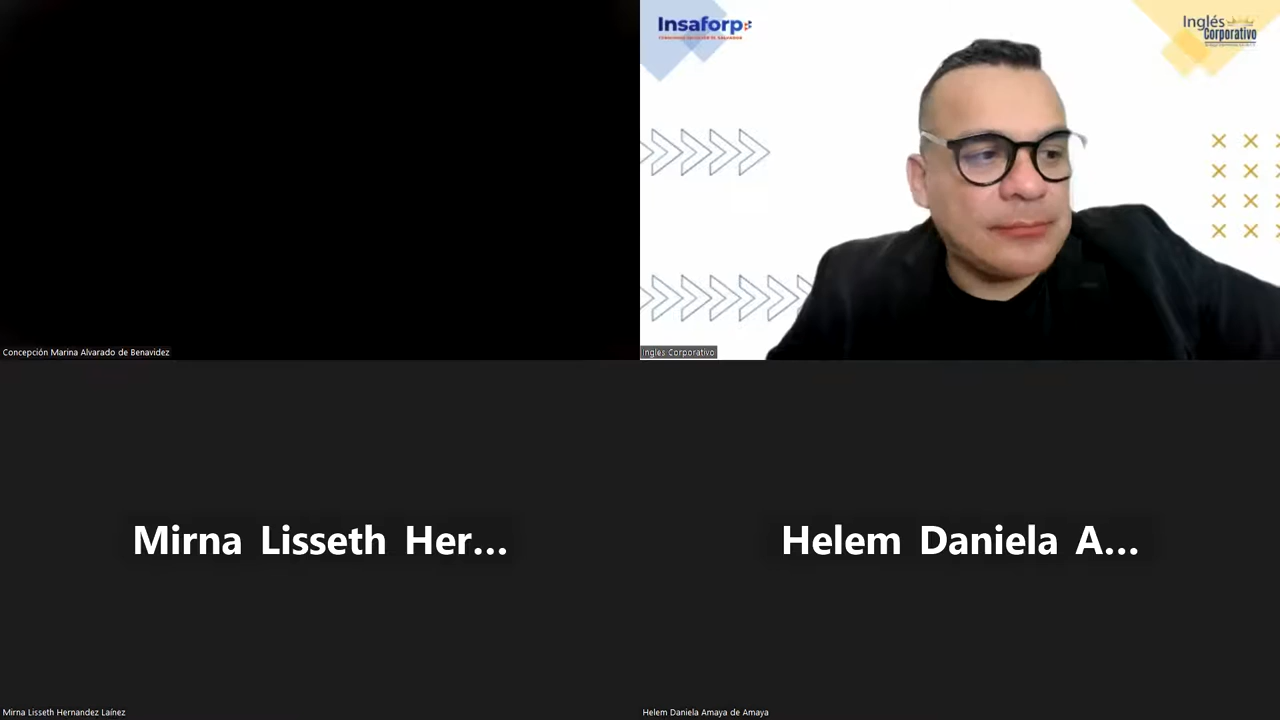 Insaforp
Inglés
Corporativo
Concepción Marina Alvarado de Benavidez
Ingles Corporativo
Mirna Lisseth Her...
Helem Daniela A...
Mirna Lisseth Hernandez Laínez
Helem Daniela Amaya de Amaya